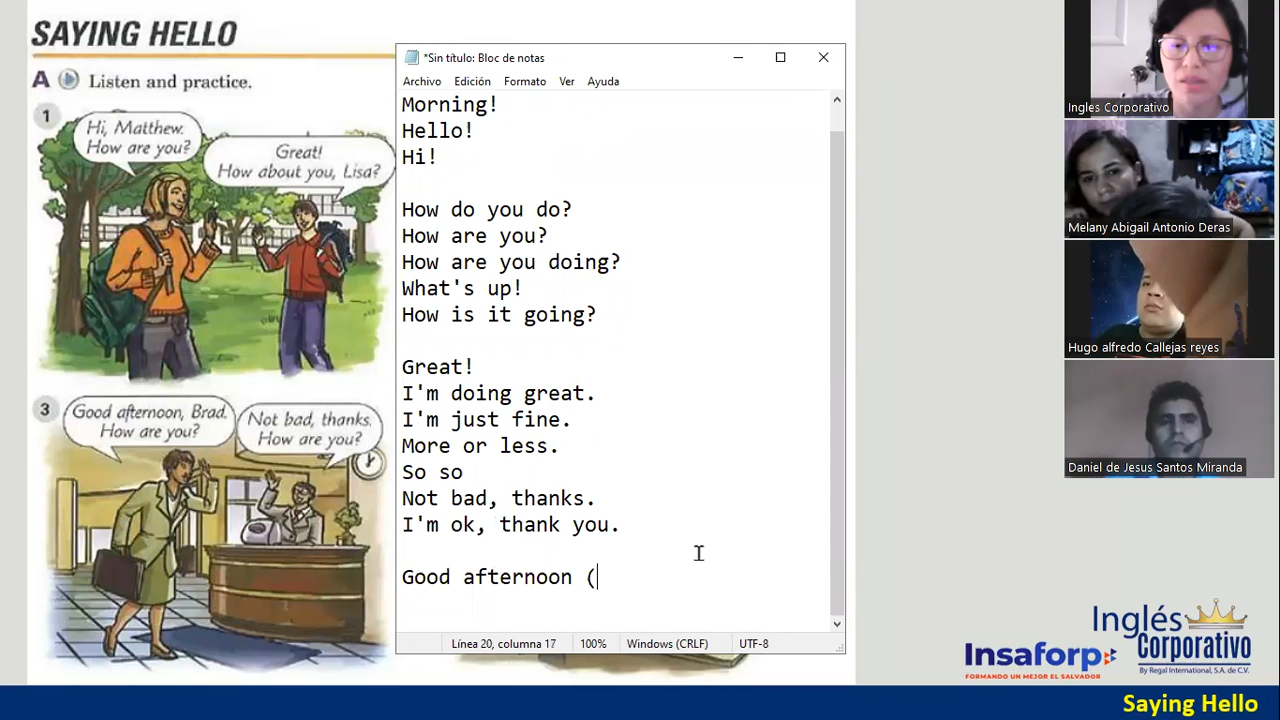 SAYING HELLO
A Listen and practice.
1
Hi, Matthew.
How are you?
Great!
How about you, Lisa?
3
Good afternoon, Brad.
How are you?
Not bad, thanks.
How are you?
*Sin título: Bloc de notas
Archivo Edición Formato Ver Ayuda
Morning!
Hello!
Hi!
How do you do?
How are you?
How are you doing?
What's up!
How is it going?
Great!
I'm doing great.
I'm just fine.
More or less.
So so
Not bad, thanks.
I'm ok, thank you.
Good afternoon (
Línea 20, columna 17 100% Windows (CRLF) UTF-8
Ingles Corporativo
Melany Abigail Antonio Deras
Hugo alfredo Callejas reyes
Daniel de Jesus Santos Miranda
Insaforp
FORMANDO UN MEJOR EL SALVADOR
Inglés
Corporativo
By Regal International, S.A. de C.V.
Saying Hello